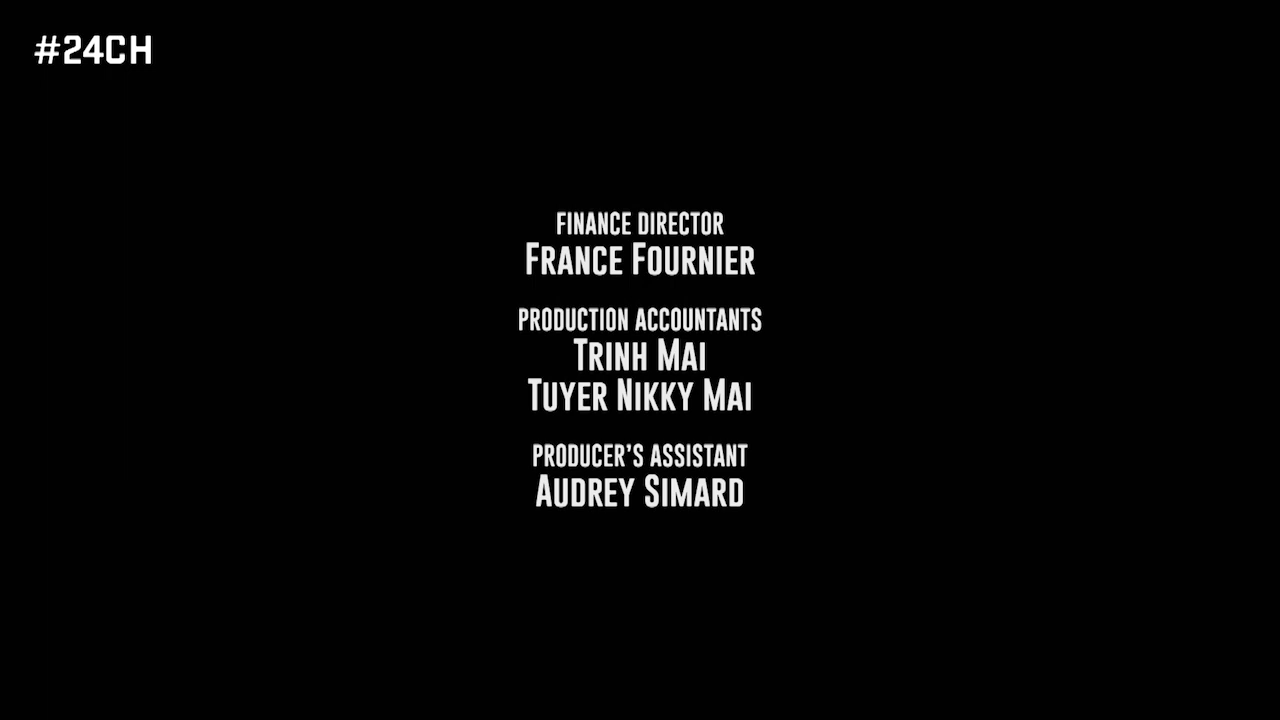 #24CH
FINANCE DIRECTOR
FRANCE FOURNIER
PRODUCTION ACCOUNTANTS
TRINH MAI
TUYER NIKKY MAI
PRODUCER'S ASSISTANT
AUDREY SIMARD